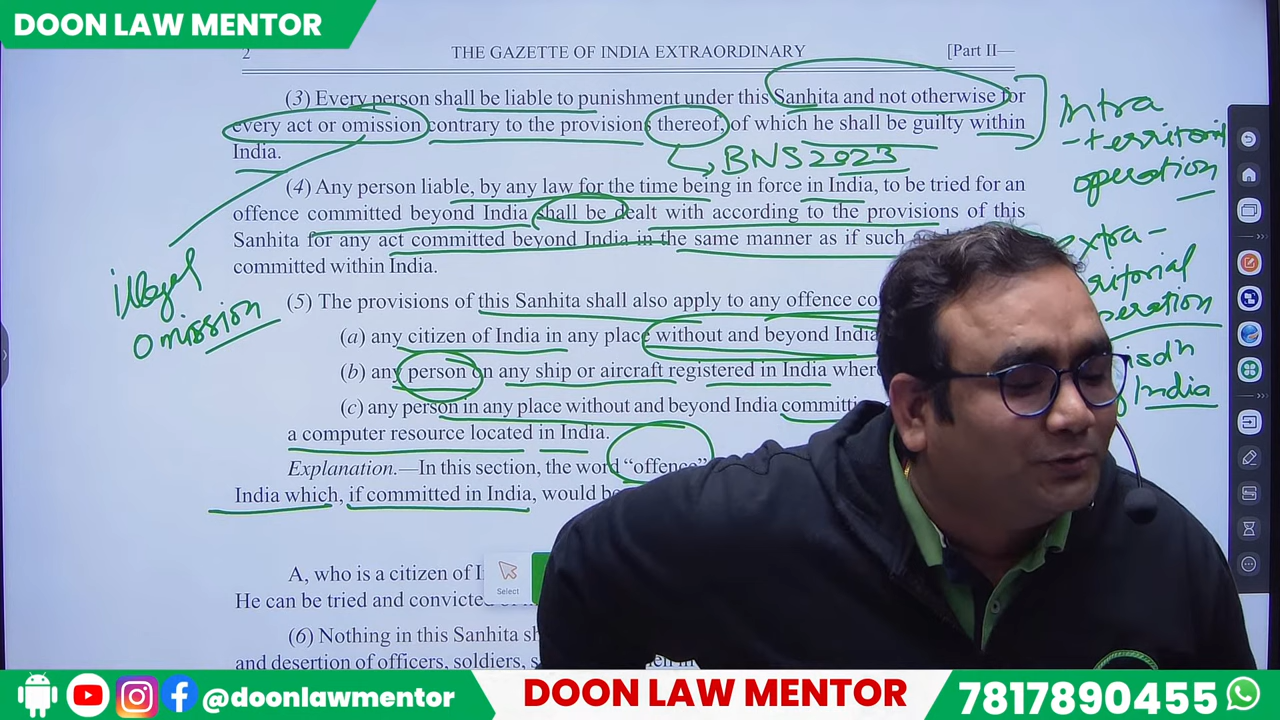 DOON LAW MENTOR
2 THE GAZETTE OF INDIA EXTRAORDINARY [Part II—
(3) Every person shall be liable to punishment under this Sanhita and not otherwise for
every act or omission contrary to the provisions thereof, of which he shall be guilty within
India.
BNS 2023
Intra
-territorial
operation
(4) Any person liable, by any law for the time being in force in India, to be tried for an
offence committed beyond India shall be dealt with according to the provisions of this
Sanhita for any act committed beyond India in the same manner as if such
committed within India.
illegal
omission
extra-
eration
(5) The provisions of this Sanhita shall also apply to any offence
(a) any citizen of India in any place without and beyond India
(b) any person on any ship or aircraft registered in India
(c) any person in any place without and beyond India
a computer resource located in India.
India
Explanation.—In this section, the word “offence”
India which, if committed in India, would
A, who is a citizen of
Select
He can be tried and convicted
(6) Nothing in this Sanhita
and desertion of officers, soldiers,
@doonlawmentor
DOON LAW MENTOR
7817890455